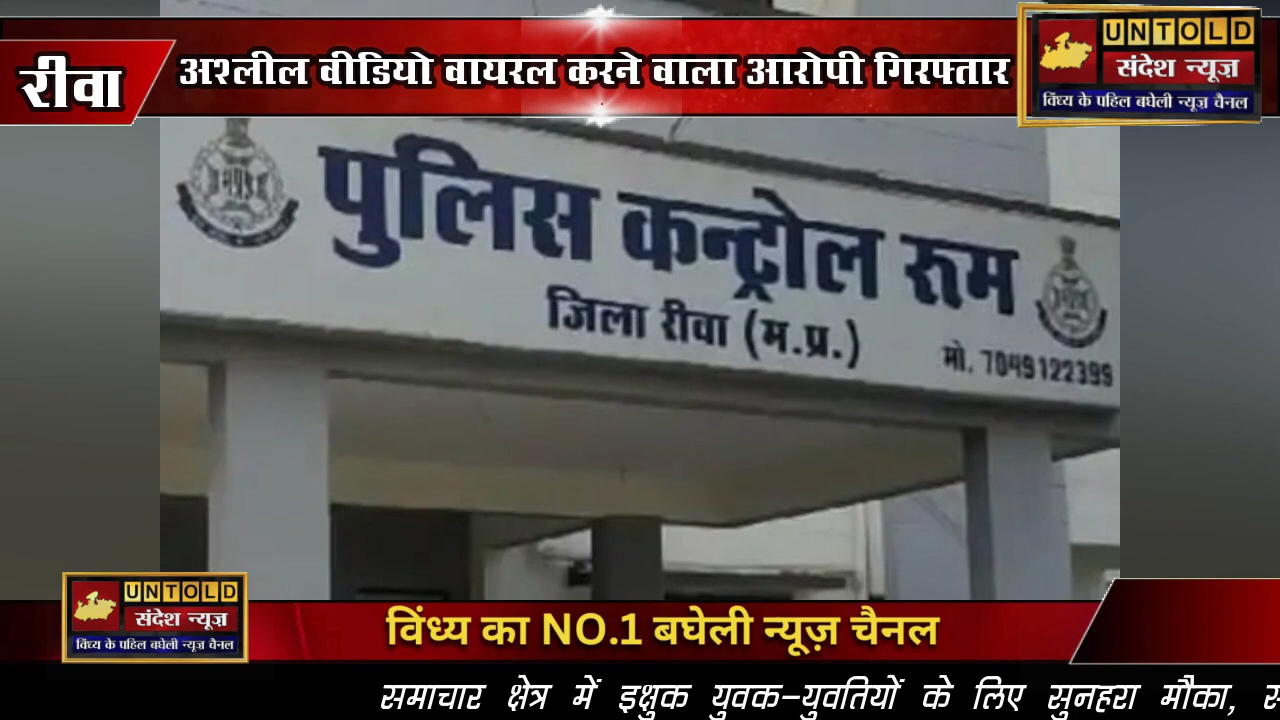 रीवा
अश्लील वीडियो वायरल करने वाला आरोपी गिरफ्तार
UNTOLD
संदेश न्यूज़
विंध्य के पहिल बघेली न्यूज़ चैनल
पुलिस कन्ट्रोल रूम
जिला रीवा (म.प्र.)
मो. 7049122399
UNTOLD
संदेश न्यूज़
विंध्य के पहिल बघेली न्यूज़ चैनल
विंध्य का NO.1 बघेली न्यूज़ चैनल
समाचार क्षेत्र में इक्षुक युवक-युवतियों के लिए सुनहरा मौका,